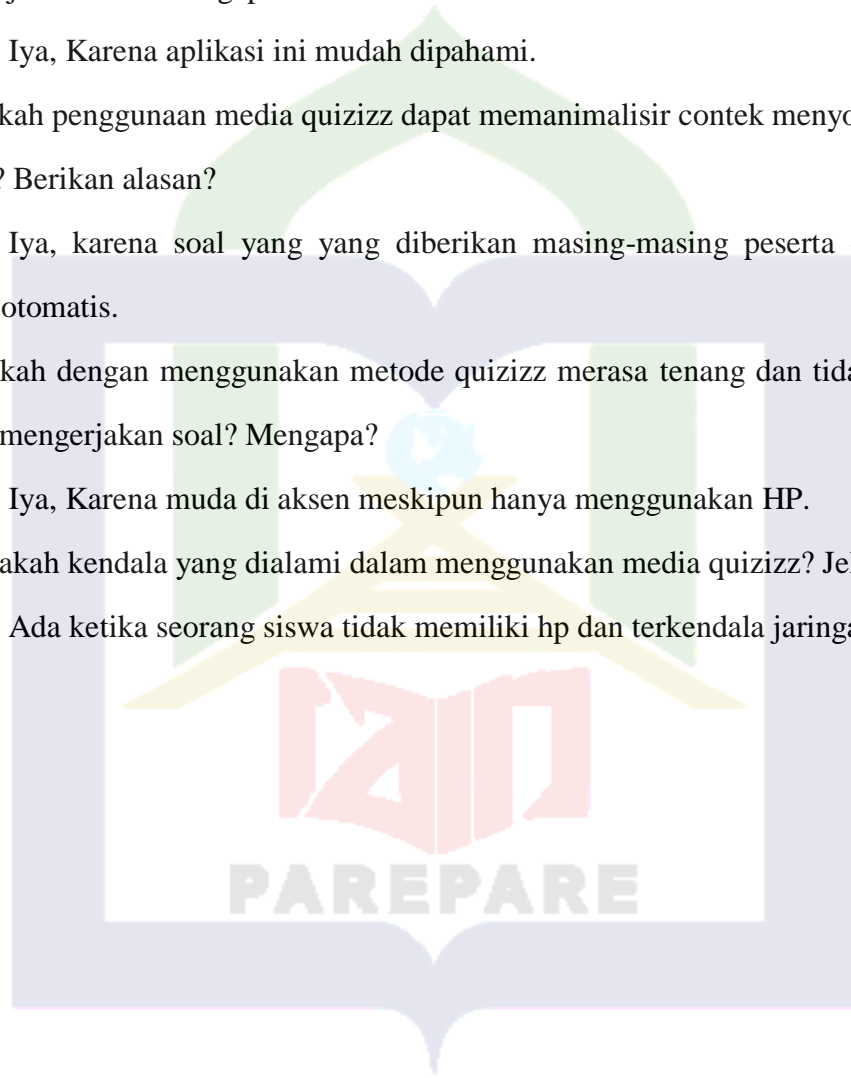 Iya, Karena aplikasi ini mudah dipahami.
kah penggunaan media quizizz dapat memanimalisir contek menyo
? Berikan alasan?
Iya, karena soal yang yang diberikan masing-masing peserta
otomatis.
kah dengan menggunakan metode quizizz merasa tenang dan tida
mengerjakan soal? Mengapa?
Iya, Karena muda di aksen meskipun hanya menggunakan HP.
akah kendala yang dialami dalam menggunakan media quizizz? Je
Ada ketika seorang siswa tidak memiliki hp dan terkendala jaringa
iain
PAREPARE